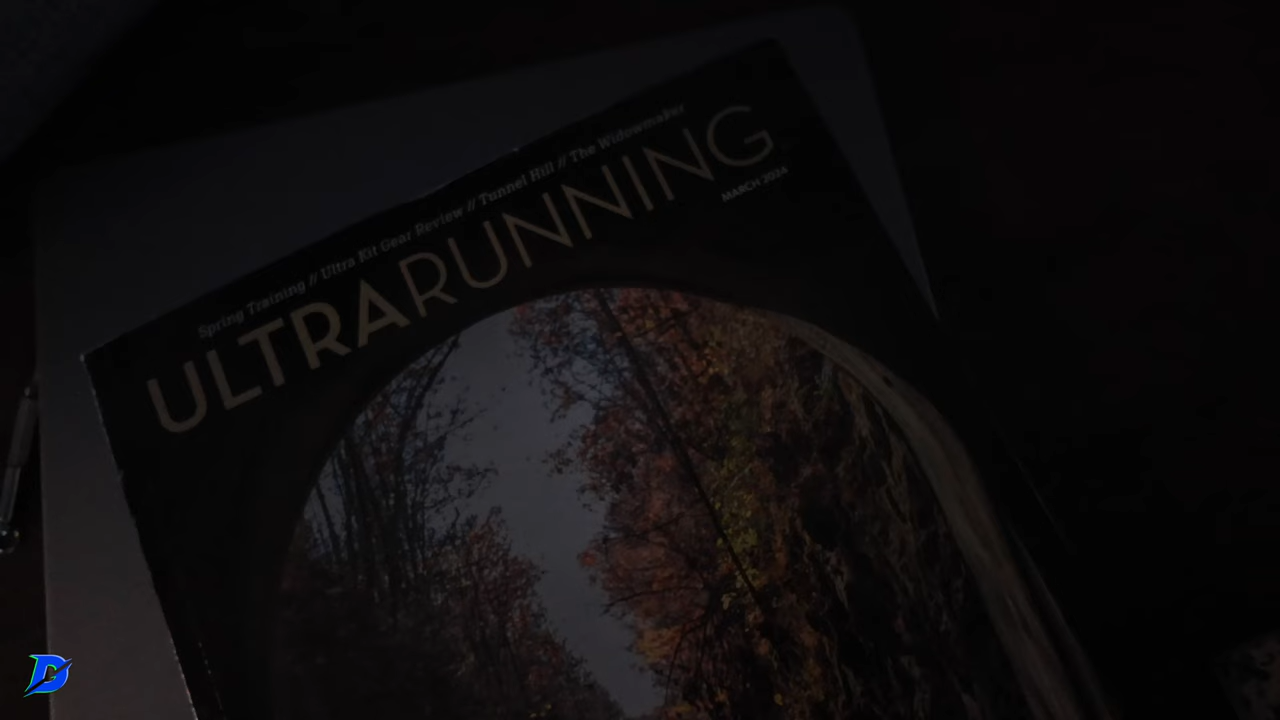 Spring Training // Ultra Kit Gear Review // Tunnel Hill // The Widowmaker
ULTRARUNNING
MARCH 2024
D